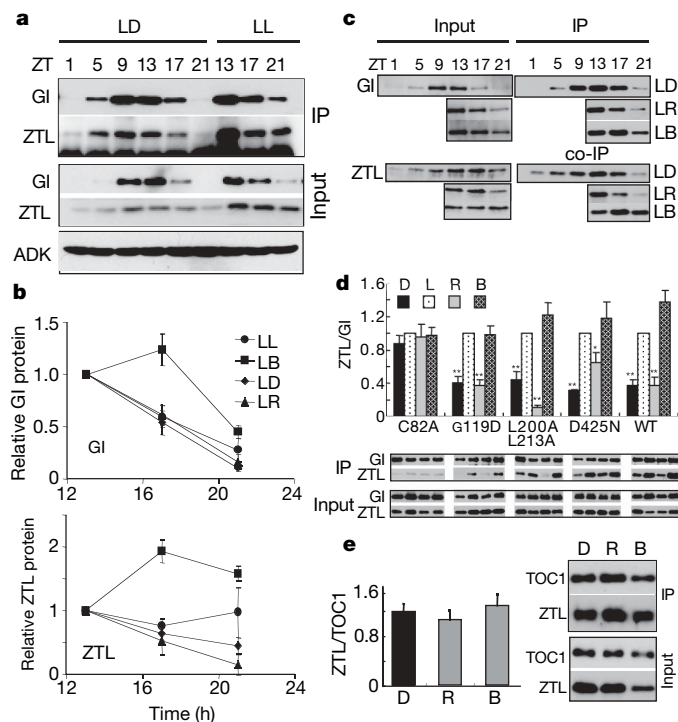 a
LD LL
ZT 1 5 9 13 17 21 13 17 21
GI
ZTL
IP
GI
ZTL
Input
ADK
b
Relative GI protein
1.5
1.0
0.5
0
LL
LB
LD
LR
GI
12 16 20 24
Relative ZTL protein
2
1
0
ZTL
12 16 20 24
Time (h)
c
Input IP
ZT 1 5 9 13 17 21 1 5 9 13 17 21
GI LD
LR
LB
co-IP
ZTL LD
LR
LB
d
D L R B
ZTL/GI
1.6
1.2
0.8
0.4
0
** ** ** ** ** * ** **
C82A G119D L200A D425N WT
L213A
IP GI
ZTL
Input GI
ZTL
e
ZTL/TOC1
1.6
0.8
0
D R B
D R B
TOC1
ZTL
IP
TOC1
ZTL
Input